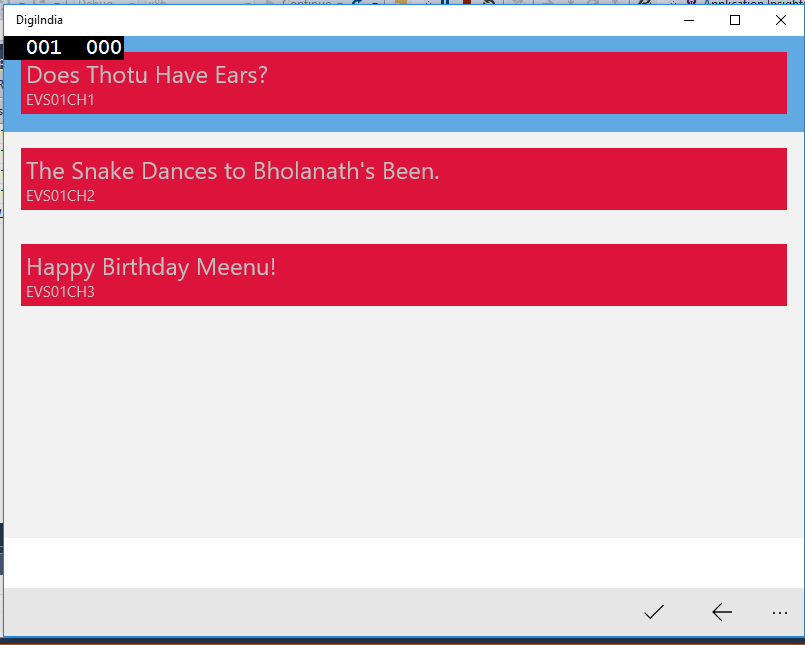 DigiIndia
001 000
Does Thotu Have Ears?
EVS01CH1
The Snake Dances to Bholanath's Been.
EVS01CH2
Happy Birthday Meenu!
EVS01CH3